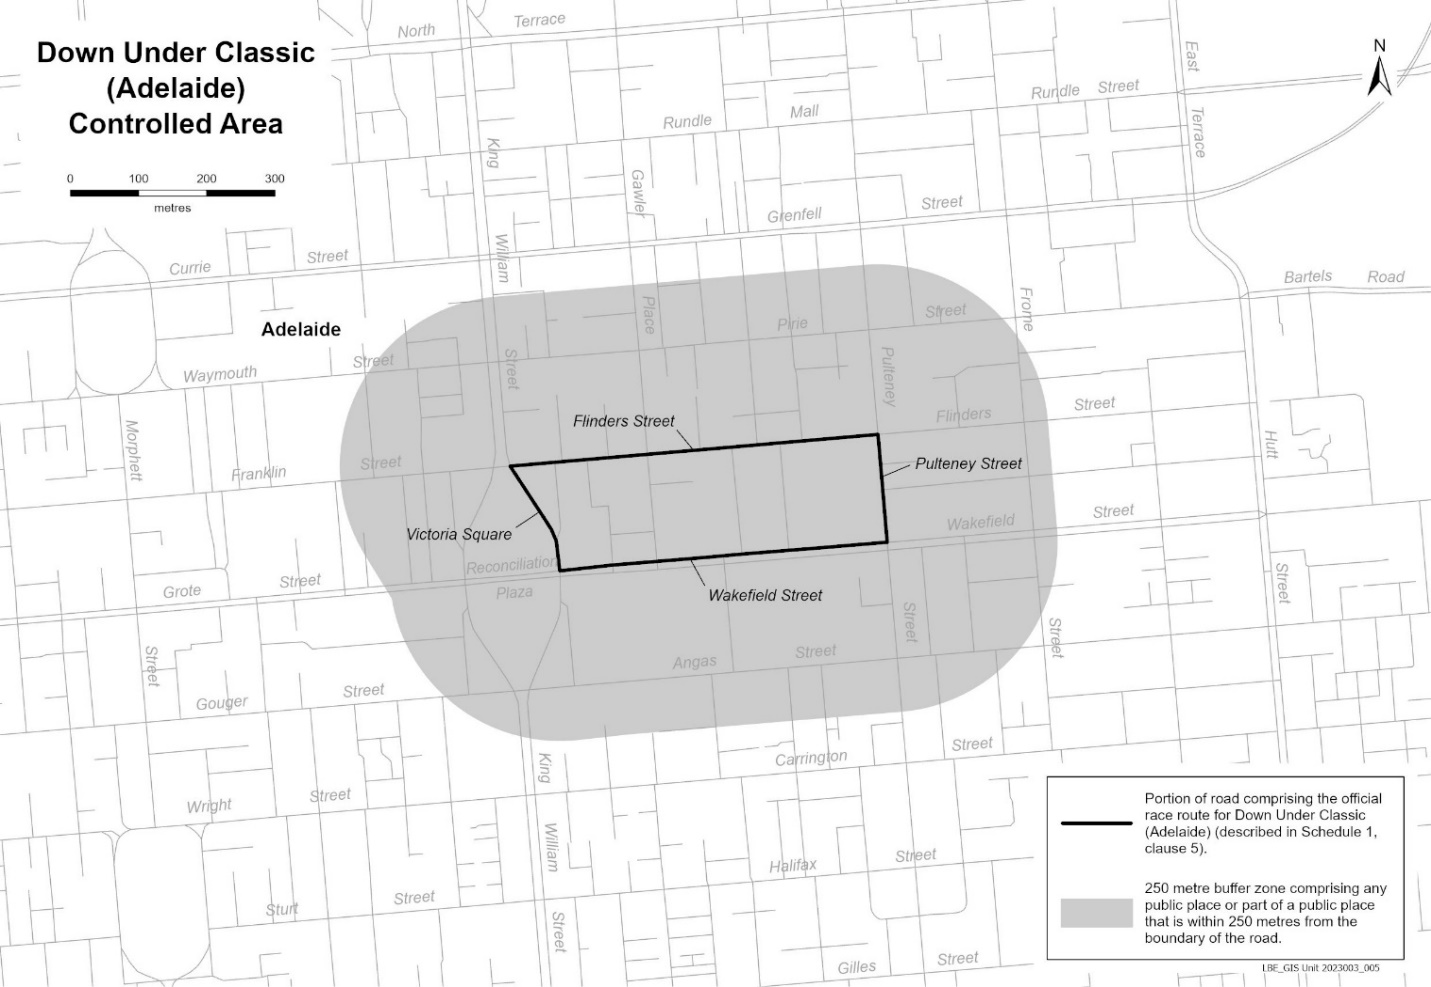 Down Under Classic
(Adelaide)
Controlled Area
0 100 200 300
metres
N
North Terrace
East Terrace
Rundle Street
Rundle Mall
King William Street
Gawler Place
Grenfell Street
Currie Street
Bartels Road
Frome Street
Adelaide
Pirie Street
Waymouth Street
Pulteney Street
Flinders Street
Flinders Street
Morphett Street
Franklin Street
Pulteney Street
Hutt Street
Victoria Square
Wakefield Street
Reconciliation
Plaza
Wakefield Street
Grote Street
Angas Street
Gouger Street
King William Street
Carrington Street
Wright Street
Halifax Street
Sturt Street
Gilles Street
Portion of road comprising the official
race route for Down Under Classic
(Adelaide) (described in Schedule 1,
clause 5).
250 metre buffer zone comprising any
public place or part of a public place
that is within 250 metres from the
boundary of the road.
LBE_GIS Unit 2023003_005